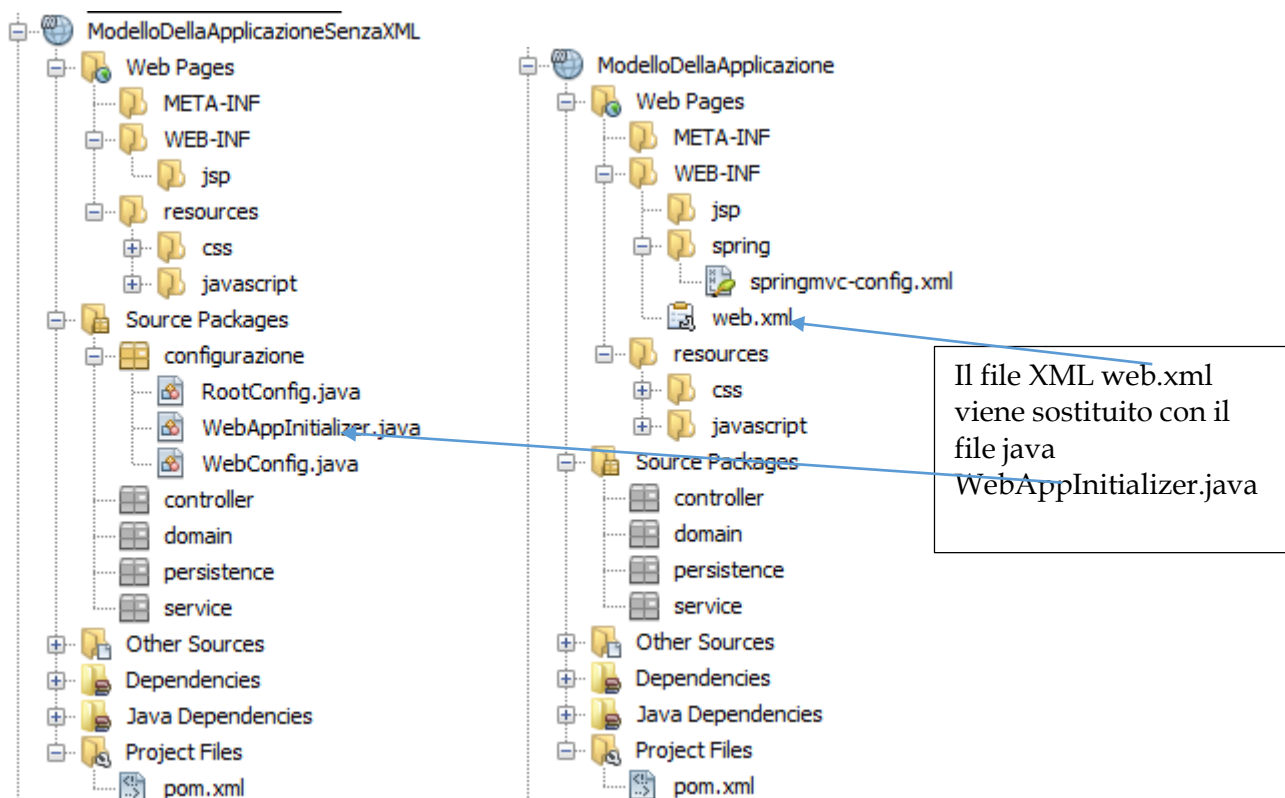 ModelloDellaApplicazioneSenzaXML
Web Pages
META-INF
WEB-INF
jsp
resources
css
javascript
Source Packages
configurazione
RootConfig.java
WebAppInitializer.java
WebConfig.java
controller
domain
persistence
service
Other Sources
Dependencies
Java Dependencies
Project Files
pom.xml
ModelloDellaApplicazione
Web Pages
META-INF
WEB-INF
jsp
spring
springmvc-config.xml
web.xml
resources
css
javascript
Source Packages
controller
domain
persistence
service
Other Sources
Dependencies
Java Dependencies
Project Files
pom.xml
Il file XML web.xml
viene sostituito con il
file java
WebAppInitializer.java